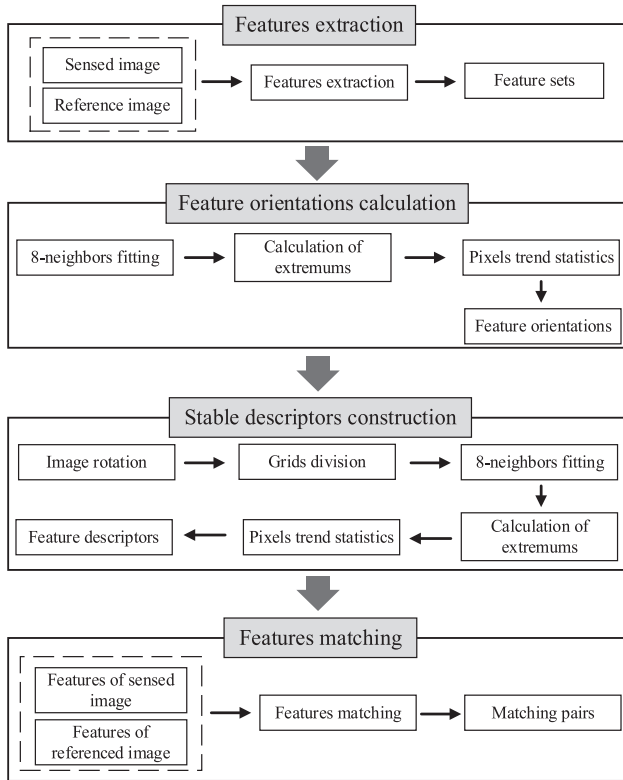 Features extraction
Sensed image
Reference image
Features extraction
Feature sets
Feature orientations calculation
8-neighbors fitting
Calculation of
extremums
Pixels trend statistics
Feature orientations
Stable descriptors construction
Image rotation
Grids division
8-neighbors fitting
Calculation of
extremums
Pixels trend statistics
Feature descriptors
Features matching
Features of sensed
image
Features of
referenced image
Features matching
Matching pairs